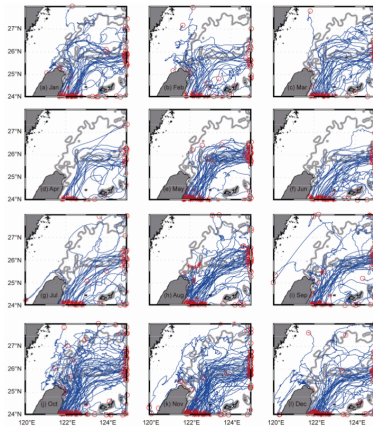 27°N
26°N
25°N
24°N
(a) Jan
(b) Feb
(c) Mar
27°N
26°N
25°N
24°N
(d) Apr
(e) May
(f) Jun
27°N
26°N
25°N
24°N
(g) Jul
(h) Aug
(i) Sep
27°N
26°N
25°N
24°N
(j) Oct
(k) Nov
(l) Dec
120°E 122°E 124°E 120°E 122°E 124°E 120°E 122°E 124°E